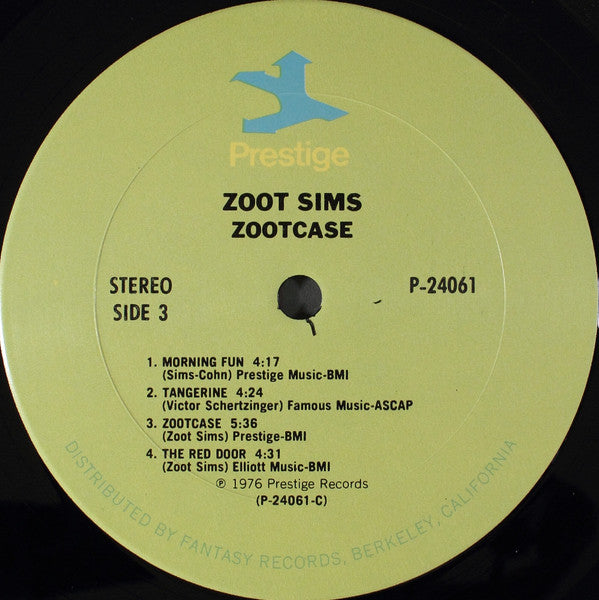 Prestige
ZOOT SIMS
ZOOTCASE
STEREO
SIDE 3
P-24061
1. MORNING FUN 4:17
(Sims-Cohn) Prestige Music-BMI
2. TANGERINE 4:24
(Victor Schertzinger) Famous Music-ASCAP
3. ZOOTCASE 5:36
(Zoot Sims) Prestige-BMI
4. THE RED DOOR 4:31
(Zoot Sims) Elliott Music-BMI
℗ 1976 Prestige Records
(P-24061-C)
DISTRIBUTED BY FANTASY RECORDS, BERKELEY, CALIFORNIA